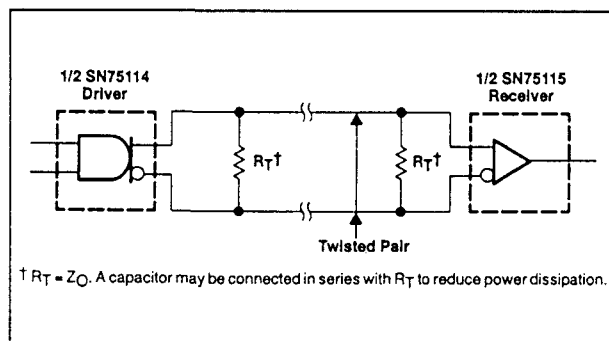 1/2 SN75114
Driver
1/2 SN75115
Receiver
RT†
RT†
Twisted Pair
† RT = ZO. A capacitor may be connected in series with RT to reduce power dissipation.